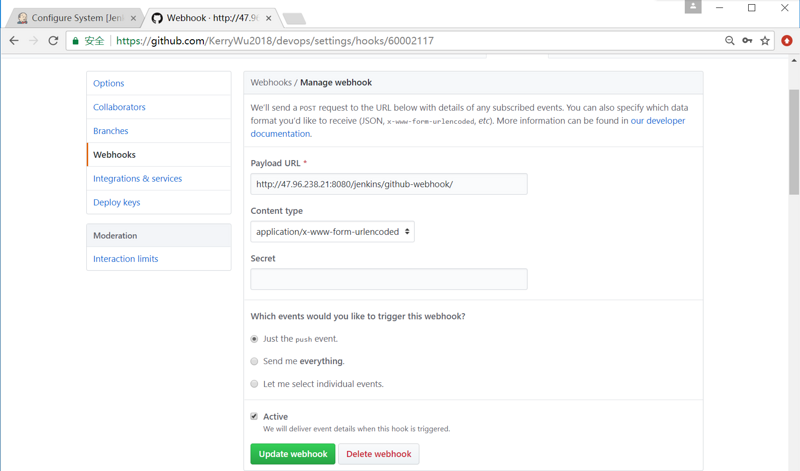 Configure System [Jenkins
Webhook · http://47.96
安全 https://github.com/KerryWu2018/devops/settings/hooks/60002117
Options
Collaborators
Branches
Webhooks
Integrations & services
Deploy keys
Moderation
Interaction limits
Webhooks / Manage webhook
We'll send a POST request to the URL below with details of any subscribed events. You can also specify which data
format you'd like to receive (JSON, x-www-form-urlencoded, etc). More information can be found in our developer
documentation.
Payload URL *
http://47.96.238.21:8080/jenkins/github-webhook/
Content type
application/x-www-form-urlencoded
Secret
Which events would you like to trigger this webhook?
Just the push event.
Send me everything.
Let me select individual events.
Active
We will deliver event details when this hook is triggered.
Update webhook
Delete webhook